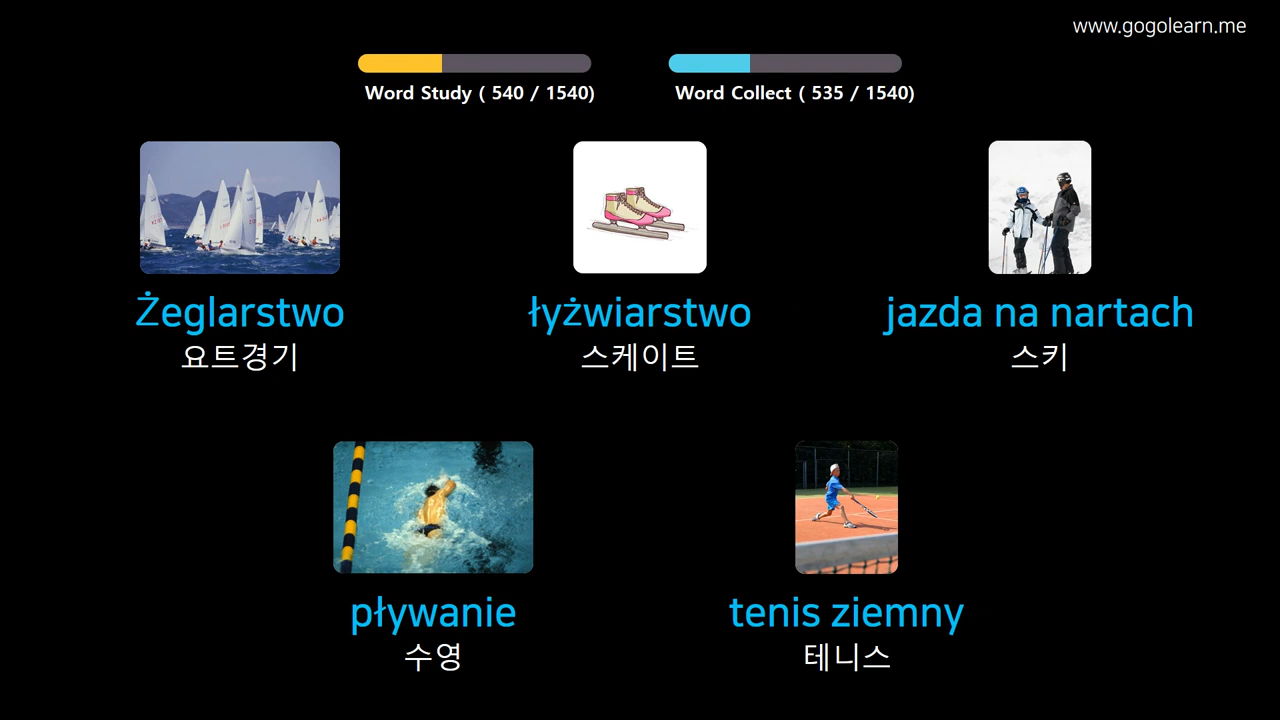 www.gogolearn.me
Word Study ( 540 / 1540)
Word Collect ( 535 / 1540)
Żeglarstwo
요트경기
łyżwiarstwo
스케이트
jazda na nartach
스키
pływanie
수영
tenis ziemny
테니스